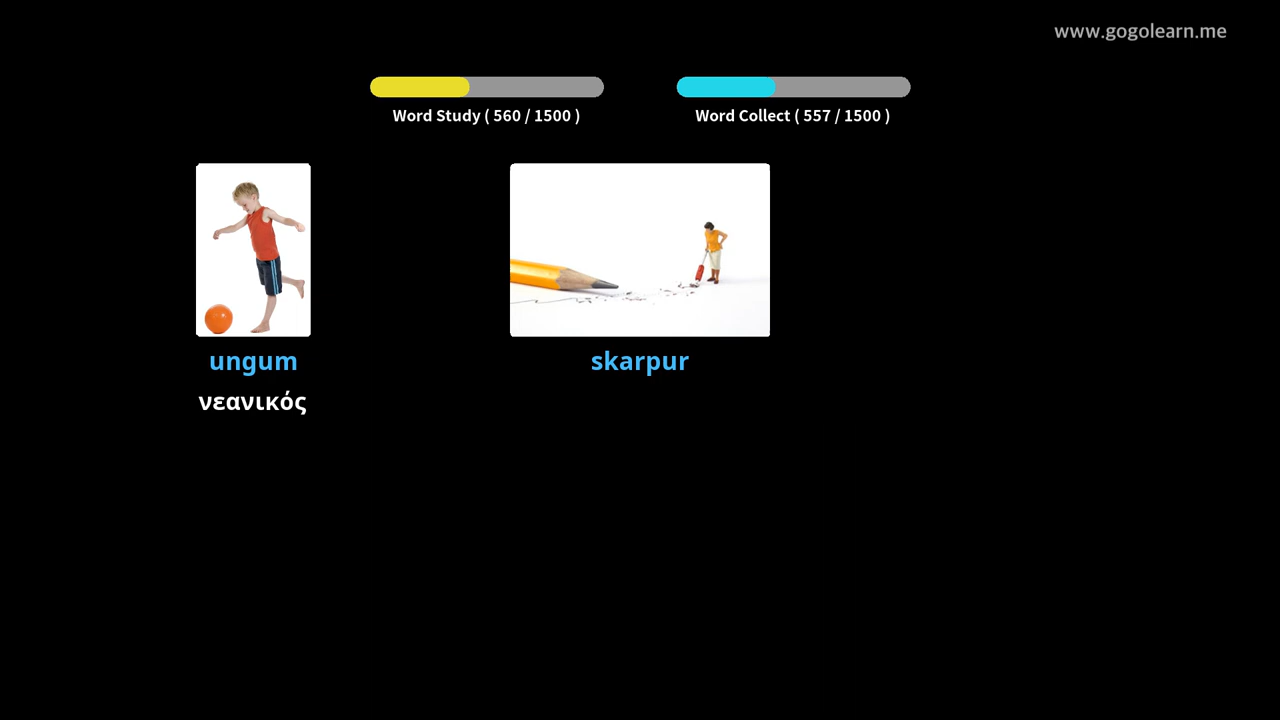 www.gogolearn.me
Word Study ( 560 / 1500 )
Word Collect ( 557 / 1500 )
ungum
skarpur
νεανικός